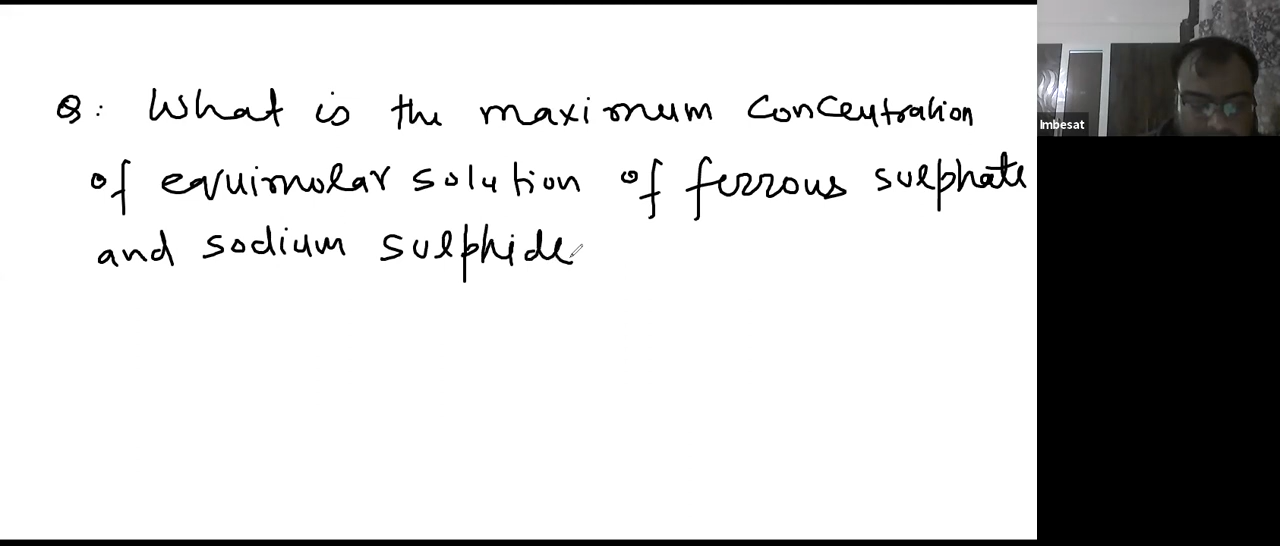 Q: What is the maximum concentration
of equimolar solution of ferrous sulphate
and sodium sulphide
Imbesat